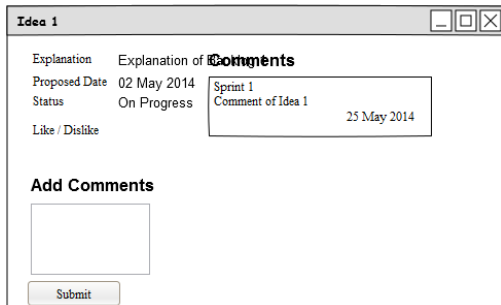 Idea 1
Explanation Explanation of
Comments
Proposed Date 02 May 2014
Status On Progress
Like / Dislike
Sprint 1
Comment of Idea 1
25 May 2014
Add Comments
Submit